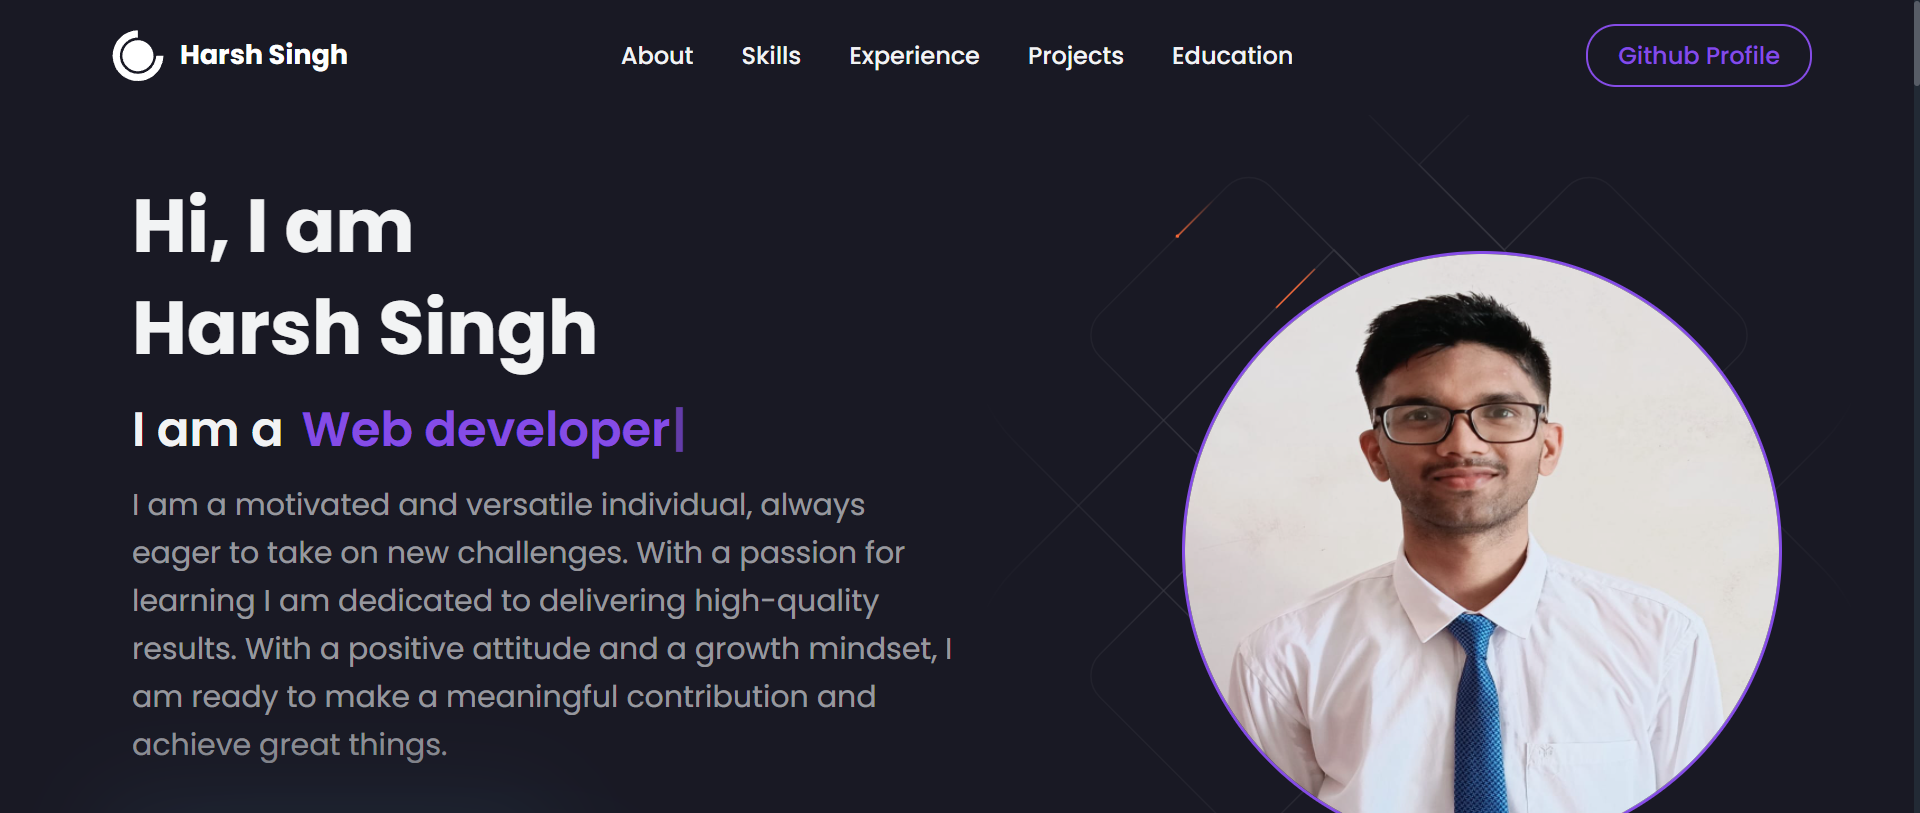 Harsh Singh
About
Skills
Experience
Projects
Education
Github Profile
Hi, I am
Harsh Singh
I am a Web developer|
I am a motivated and versatile individual, always
eager to take on new challenges. With a passion for
learning I am dedicated to delivering high-quality
results. With a positive attitude and a growth mindset, I
am ready to make a meaningful contribution and
achieve great things.